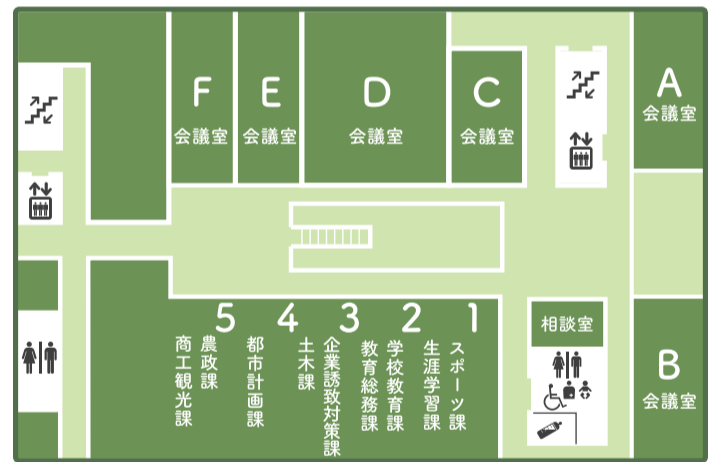 F
会議室
E
会議室
D
会議室
C
会議室
A
会議室
1
スポーツ課
生涯学習課
2
学校教育課
教育総務課
3
企業誘致対策課
土木課
4
都市計画課
5
農政課
商工観光課
相談室
B
会議室